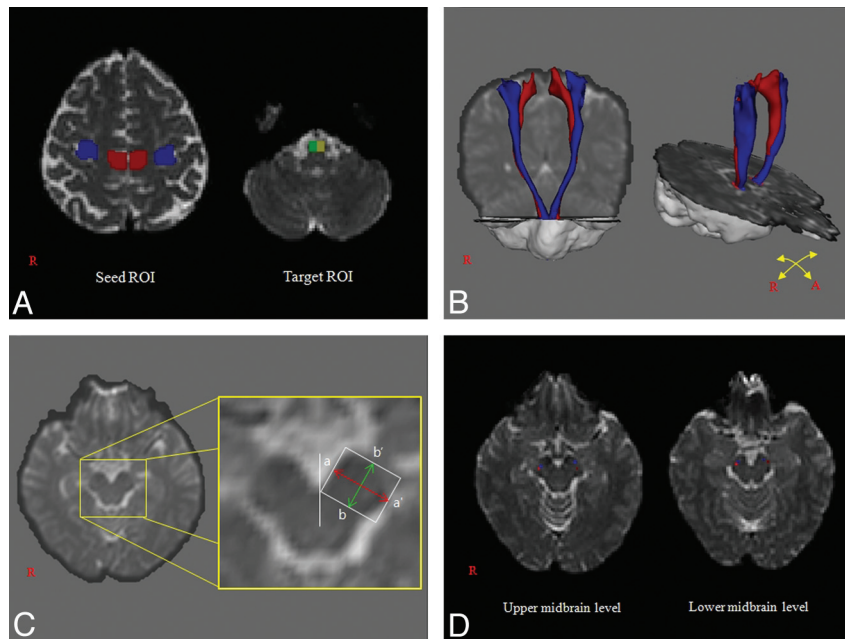 R
Seed ROI
Target ROI
A
R
R
A
B
a
b'
b
a'
R
C
R
Upper midbrain level
Lower midbrain level
D